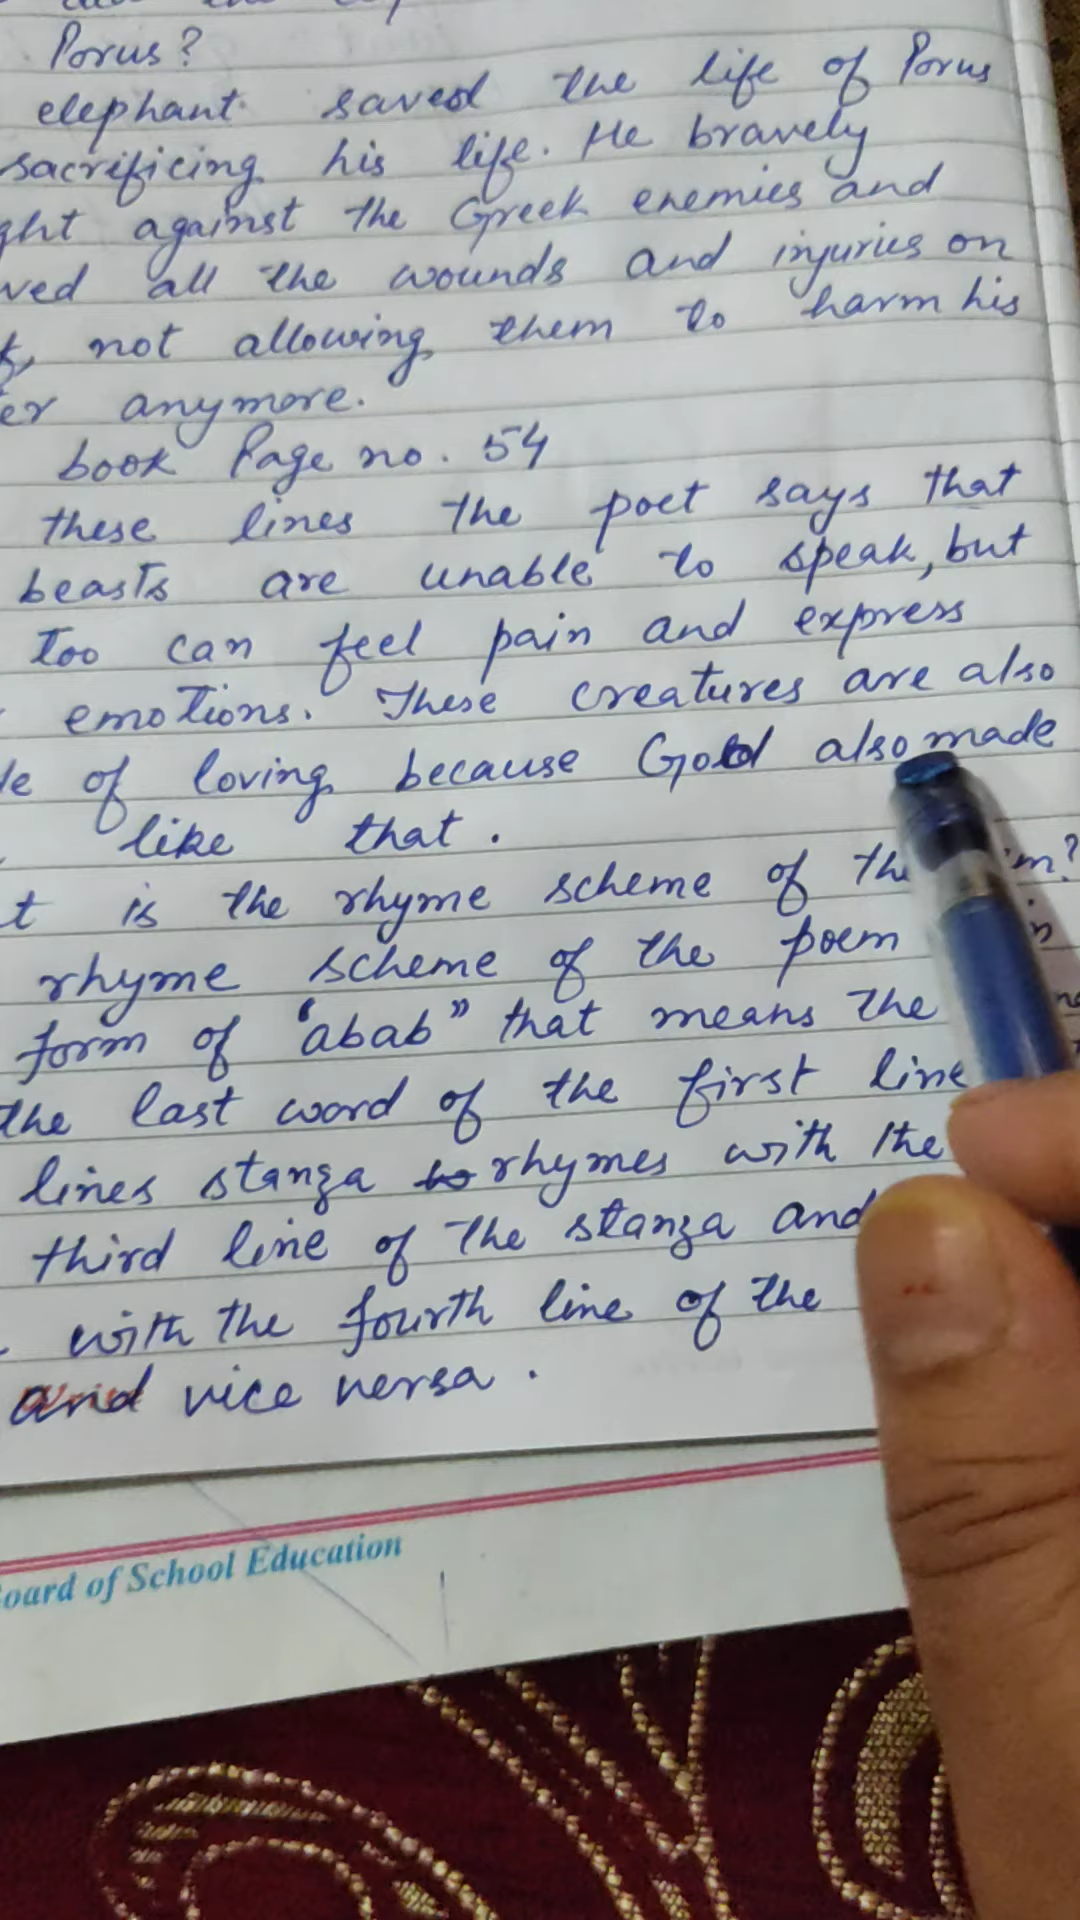 Porus?
elephant saved the life of Porus
sacrificing his life. He bravely
ght against the Greek enemies and
ved all the wounds and injuries on
not allowing them to harm his
er anymore.
book Page no. 54
these lines the poet says that
beasts are unable to speak, but
too can feel pain and express
emotions. These creatures are also
le of loving because God also made
like that.
t is the rhyme scheme of the
rhyme scheme of the poem
form of "abab" that means the
the last word of the first line
lines stanza rhymes with the
third line of the stanza and
with the fourth line of the
and vice versa.
oard of School Education